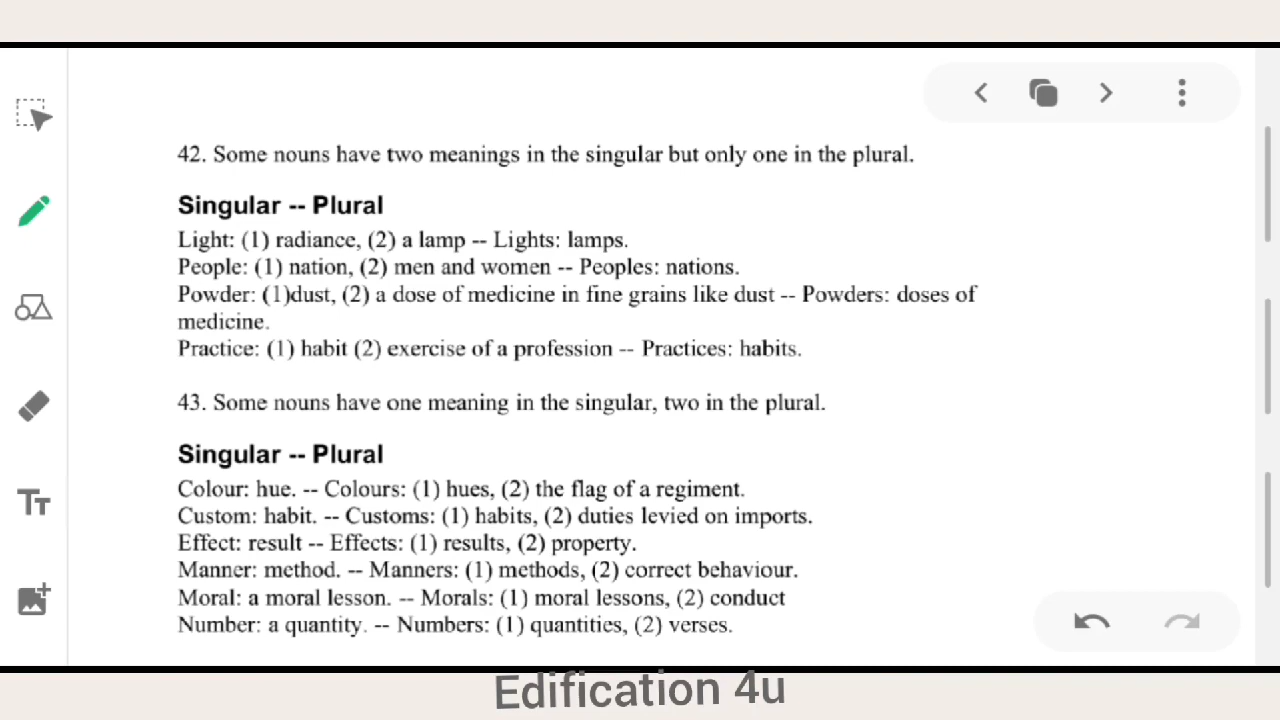 42. Some nouns have two meanings in the singular but only one in the plural.
Singular -- Plural
Light: (1) radiance, (2) a lamp -- Lights: lamps.
People: (1) nation, (2) men and women -- Peoples: nations.
Powder: (1)dust, (2) a dose of medicine in fine grains like dust -- Powders: doses of
medicine.
Practice: (1) habit (2) exercise of a profession -- Practices: habits.
43. Some nouns have one meaning in the singular, two in the plural.
Singular -- Plural
Colour: hue. -- Colours: (1) hues, (2) the flag of a regiment.
Custom: habit. -- Customs: (1) habits, (2) duties levied on imports.
Effect: result -- Effects: (1) results, (2) property.
Manner: method. -- Manners: (1) methods, (2) correct behaviour.
Moral: a moral lesson. -- Morals: (1) moral lessons, (2) conduct
Number: a quantity. -- Numbers: (1) quantities, (2) verses.
TT
Edification 4u